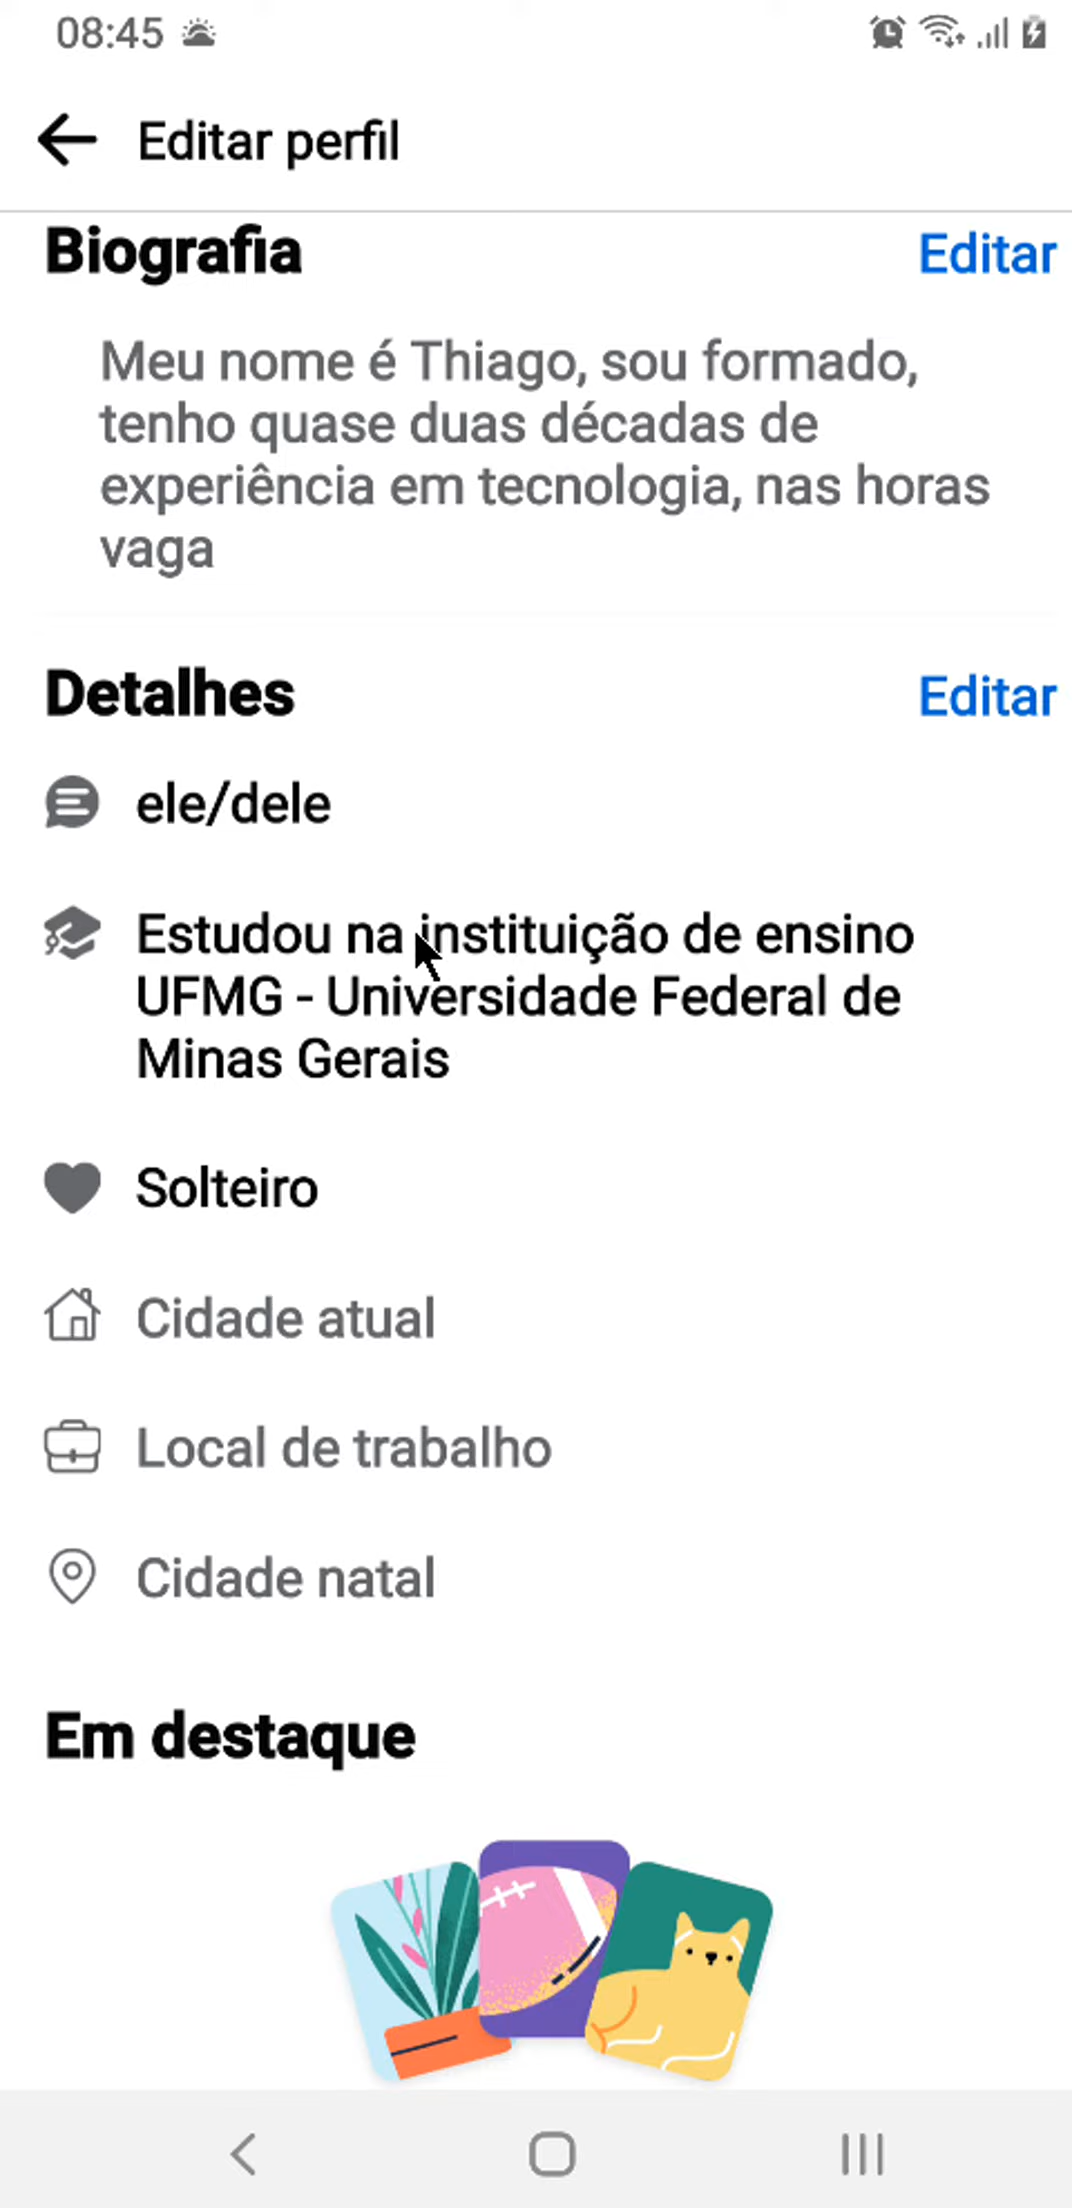 08:45
Editar perfil
Biografia Editar
Meu nome é Thiago, sou formado,
tenho quase duas décadas de
experiência em tecnologia, nas horas
vaga
Detalhes Editar
ele/dele
Estudou na instituição de ensino
UFMG - Universidade Federal de
Minas Gerais
Solteiro
Cidade atual
Local de trabalho
Cidade natal
Em destaque